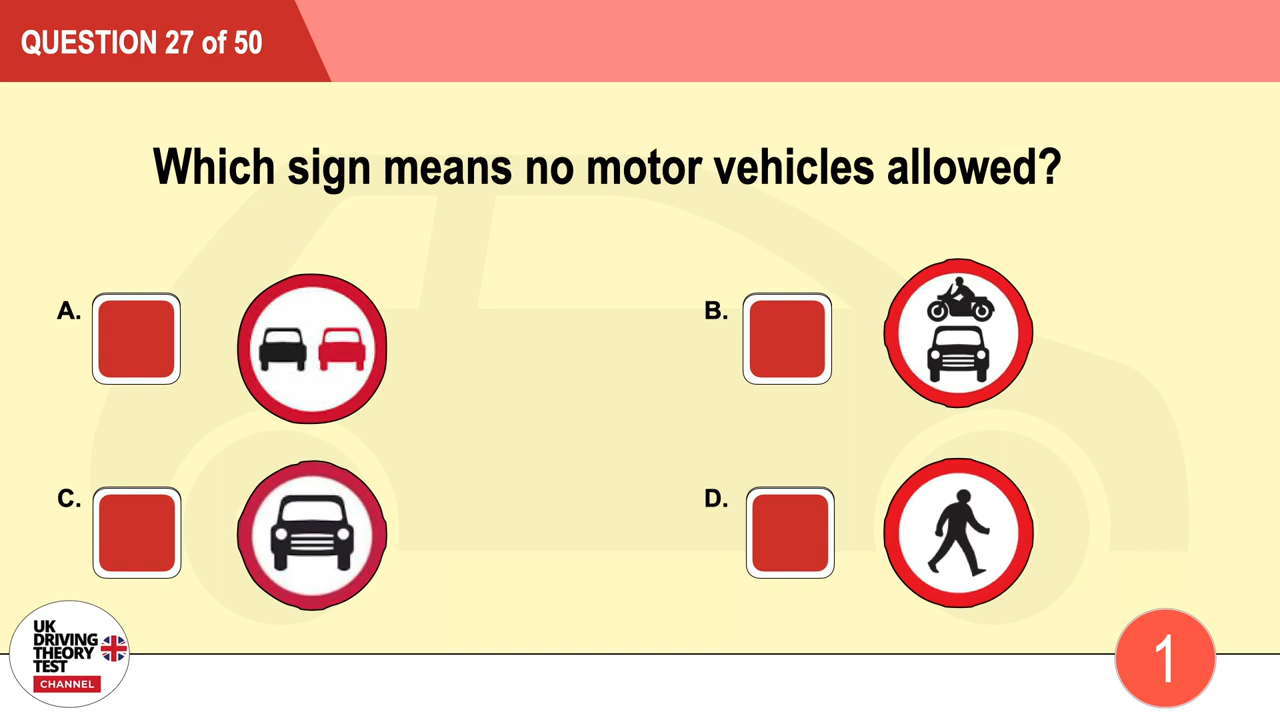 QUESTION 27 of 50
Which sign means no motor vehicles allowed?
A.
B.
C.
D.
UK
DRIVING
THEORY
TEST
CHANNEL
1